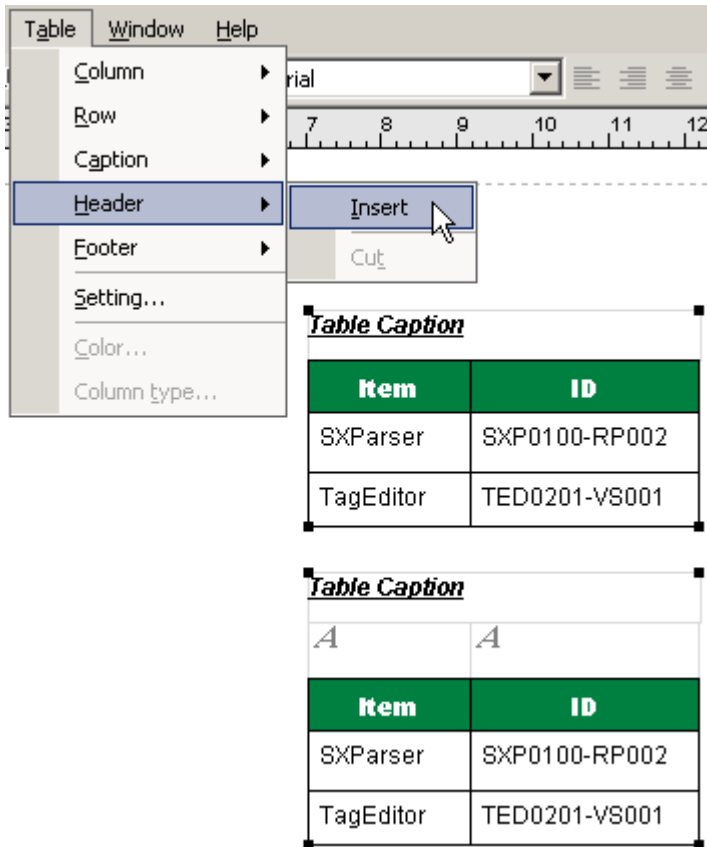 Table Window Help
Column rial
Row 7 8 9 10 11 12
Caption
Header Insert
Footer Cut
Setting...
Color...
Column type...
Table Caption
Item ID
SXParser SXP0100-RP002
TagEditor TED0201-VS001
Table Caption
A A
Item ID
SXParser SXP0100-RP002
TagEditor TED0201-VS001